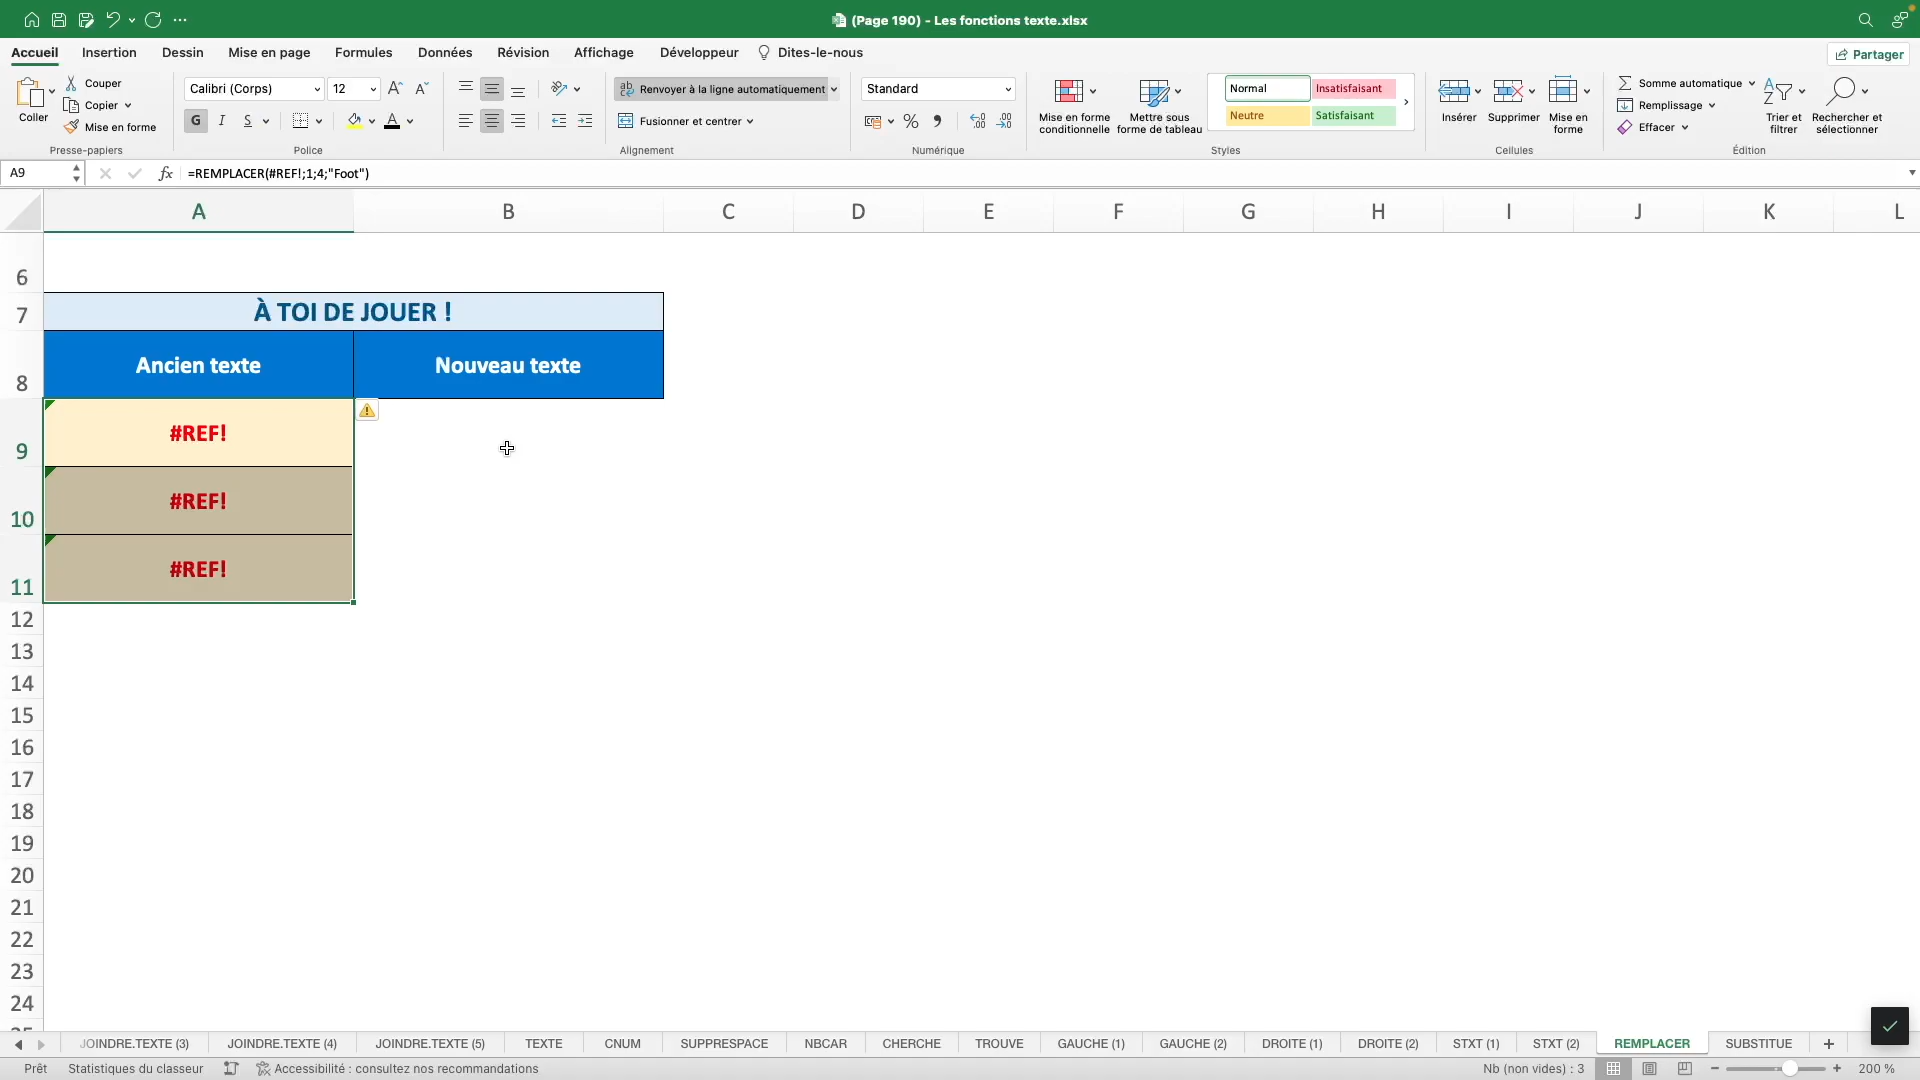 (Page 190) - Les fonctions texte.xlsx
Accueil Insertion Dessin Mise en page Formules Données Révision Affichage Développeur Dites-le-nous Partager
Coller
Couper
Copier
Mise en forme
Presse-papiers
Calibri (Corps) 12
G I S
Police
Renvoyer à la ligne automatiquement
Fusionner et centrer
Alignement
Standard
Numérique
Mise en forme
conditionnelle
Mettre sous
forme de tableau
Normal Insatisfaisant
Neutre Satisfaisant
Styles
Insérer
Supprimer
Mise en
forme
Cellules
Somme automatique
Remplissage
Effacer
Trier et
filtrer
Rechercher et
sélectionner
Édition
A9 fx =REMPLACER(#REF!;1;4;"Foot")
A B C D E F G H I J K L
6
7 À TOI DE JOUER !
8 Ancien texte Nouveau texte
9 #REF!
10 #REF!
11 #REF!
12
13
14
15
16
17
18
19
20
21
22
23
24
JOINDRE.TEXTE (3) JOINDRE.TEXTE (4) JOINDRE.TEXTE (5) TEXTE CNUM SUPPRESPACE NBCAR CHERCHE TROUVE GAUCHE (1) GAUCHE (2) DROITE (1) DROITE (2) STXT (1) STXT (2) REMPLACER SUBSTITUE +
Prêt Statistiques du classeur Accessibilité : consultez nos recommandations Nb (non vides) : 3 200 %